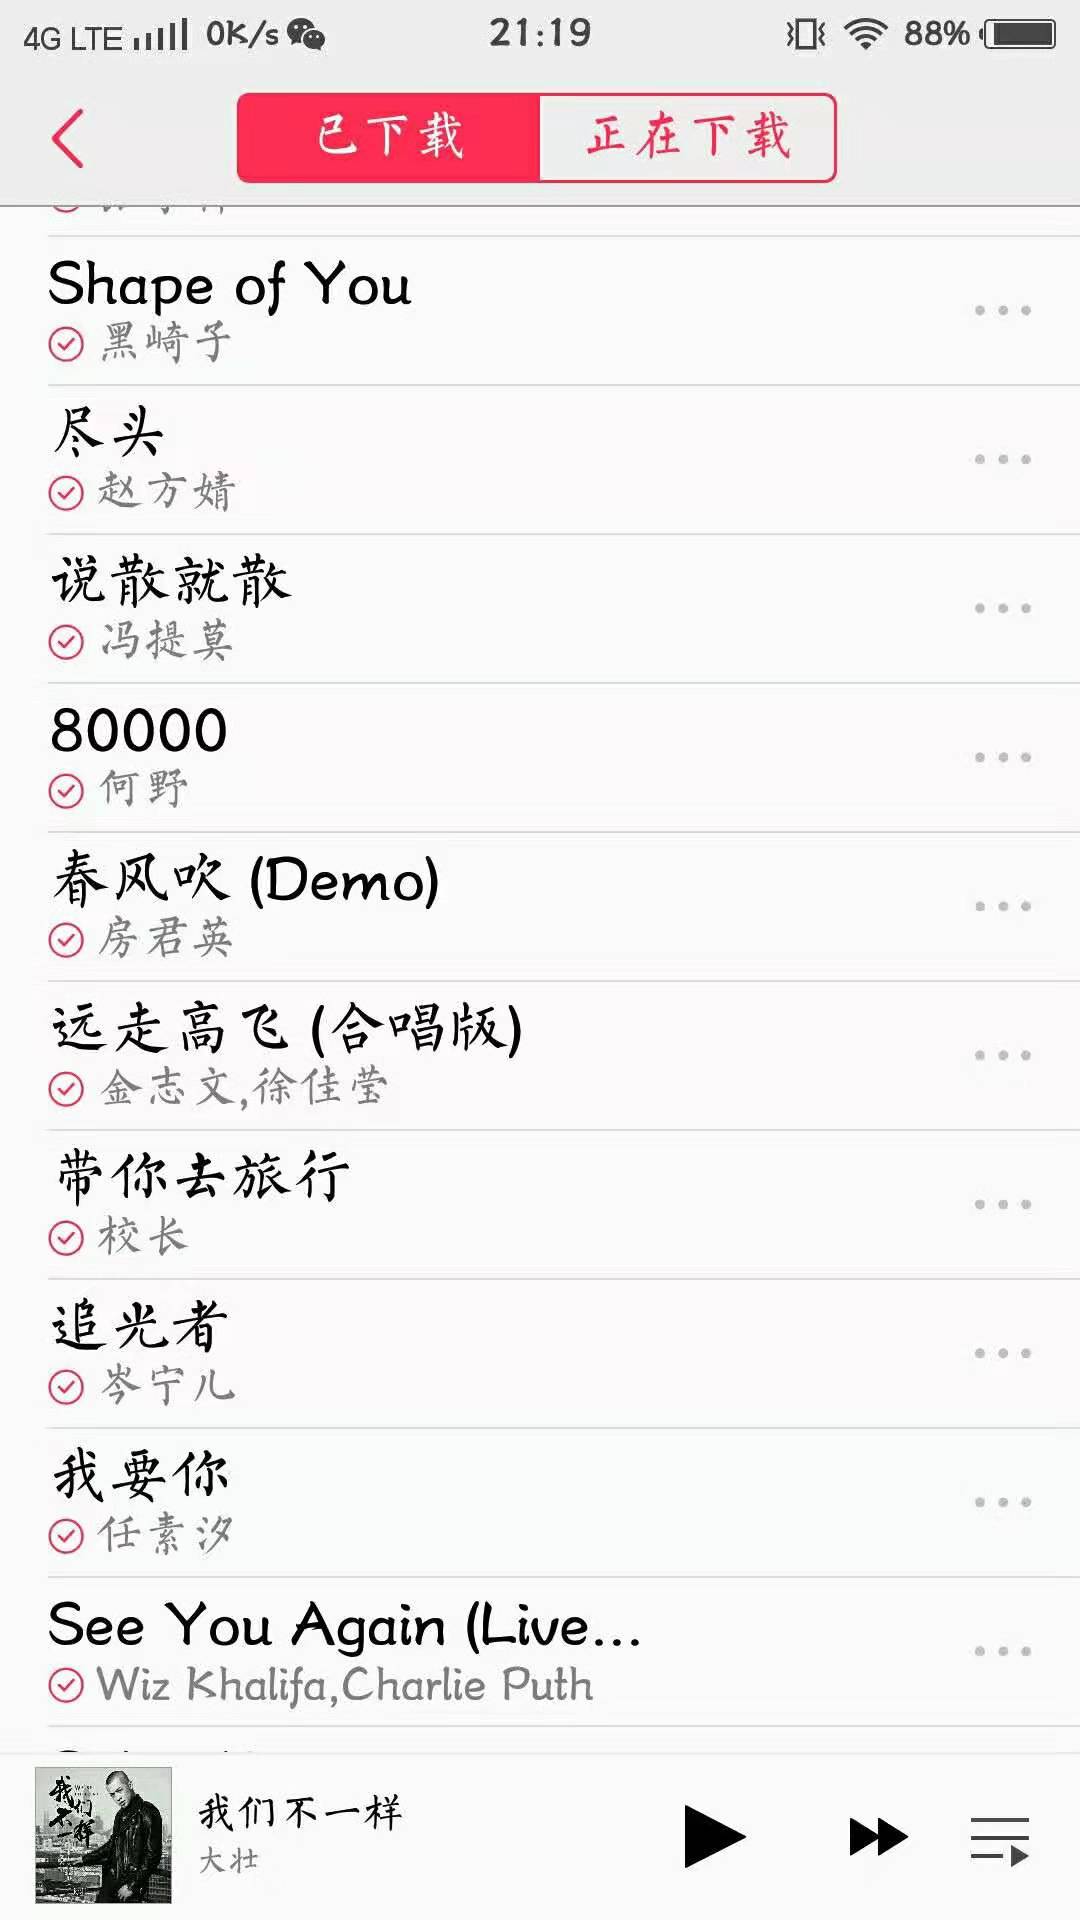 4G LTE 0K/s 21:19 88%
已下载 正在下载
Shape of You
黑崎子
尽头
赵方婧
说散就散
冯提莫
80000
何野
春风吹 (Demo)
房君英
远走高飞 (合唱版)
金志文,徐佳莹
带你去旅行
校长
追光者
岑宁儿
我要你
任素汐
See You Again (Live...
Wiz Khalifa,Charlie Puth
我们不一样
我们不一样
大壮